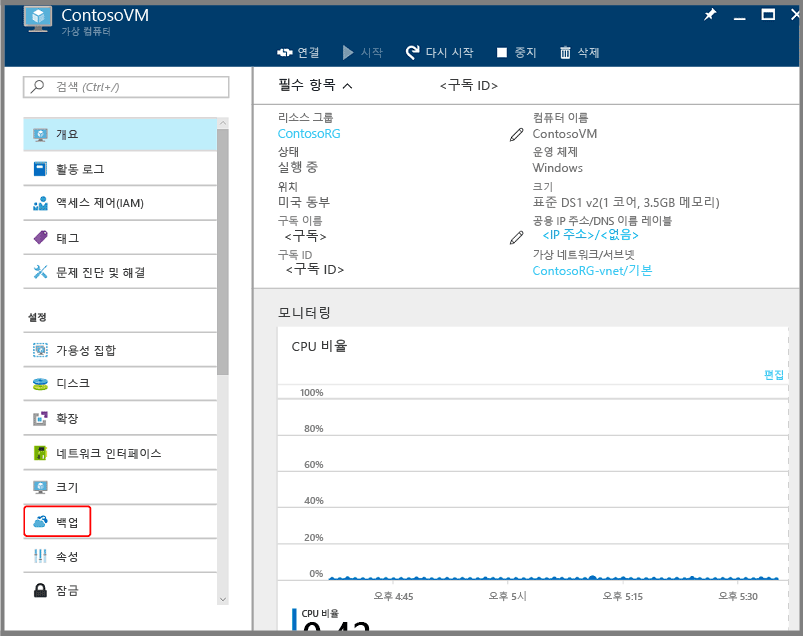 ContosoVM
가상 컴퓨터
연결 시작 다시 시작 중지 삭제
검색 (Ctrl+/)
개요
활동 로그
액세스 제어(IAM)
태그
문제 진단 및 해결
설정
가용성 집합
디스크
확장
네트워크 인터페이스
크기
백업
속성
잠금
필수 항목 <구독 ID>
리소스 그룹
ContosoRG
상태
실행 중
위치
미국 동부
구독 이름
<구독>
구독 ID
<구독 ID>
컴퓨터 이름
ContosoVM
운영 체제
Windows
크기
표준 DS1 v2(1 코어, 3.5GB 메모리)
공용 IP 주소/DNS 이름 레이블
<IP 주소>/<없음>
가상 네트워크/서브넷
ContosoRG-vnet/기본
모니터링
CPU 비율
편집
100%
80%
60%
40%
20%
0%
오후 4:45 오후 5시 오후 5:15 오후 5:30
CPU 비율